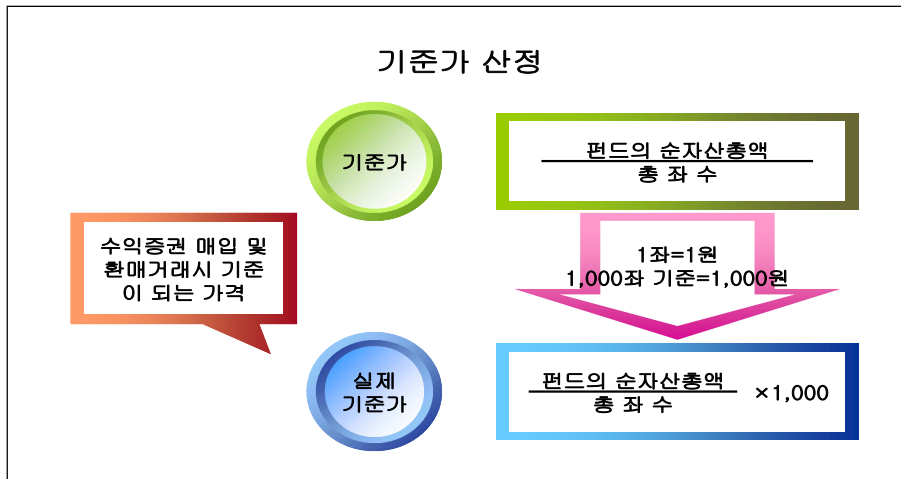 기준가 산정
기준가
펀드의 순자산총액
총 좌 수
수익증권 매입 및
환매거래시 기준
이 되는 가격
1좌=1원
1,000좌 기준=1,000원
실제
기준가
펀드의 순자산총액
총 좌 수
×1,000